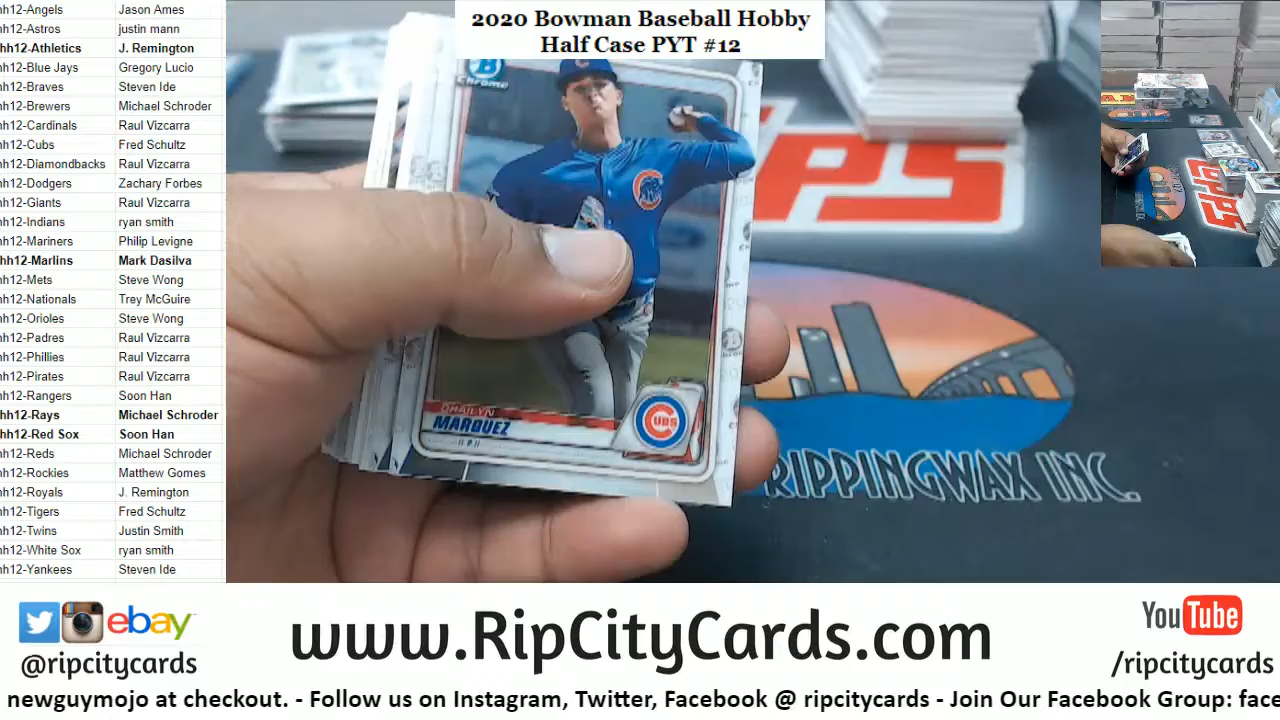 2020 Bowman Baseball Hobby
Half Case PYT #12
hh12-Angels Jason Ames
hh12-Astros justin mann
hh12-Athletics J. Remington
hh12-Blue Jays Gregory Lucio
hh12-Braves Steven Ide
hh12-Brewers Michael Schroder
hh12-Cardinals Raul Vizcarra
hh12-Cubs Fred Schultz
hh12-Diamondbacks Raul Vizcarra
hh12-Dodgers Zachary Forbes
hh12-Giants Raul Vizcarra
hh12-Indians ryan smith
hh12-Mariners Philip Levigne
hh12-Marlins Mark Dasilva
hh12-Mets Steve Wong
hh12-Nationals Trey McGuire
hh12-Orioles Steve Wong
hh12-Padres Raul Vizcarra
hh12-Phillies Raul Vizcarra
hh12-Pirates Raul Vizcarra
hh12-Rangers Soon Han
hh12-Rays Michael Schroder
hh12-Red Sox Soon Han
hh12-Reds Michael Schroder
hh12-Rockies Matthew Gomes
hh12-Royals J. Remington
hh12-Tigers Fred Schultz
hh12-Twins Justin Smith
hh12-White Sox ryan smith
hh12-Yankees Steven Ide
Chrome
BRAILYN
MARQUEZ
CUBS
RIPPINGWAX INC.
ebay
@ripcitycards
www.RipCityCards.com
YouTube
/ripcitycards
newguymojo at checkout. - Follow us on Instagram, Twitter, Facebook @ ripcitycards - Join Our Facebook Group: face